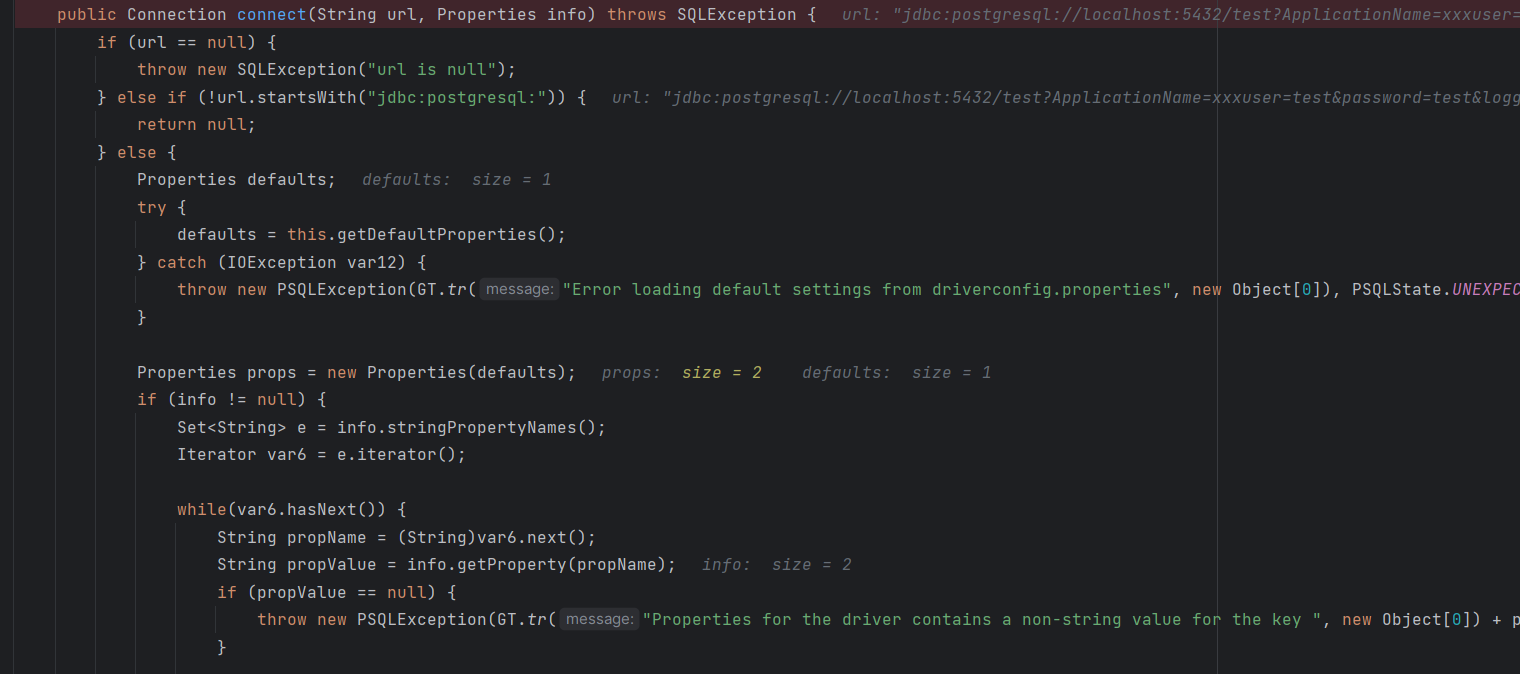 public Connection connect(String url, Properties info) throws SQLException {   url: "jdbc:postgresql://localhost:5432/test?ApplicationName=xxxuser=
if (url == null) {
throw new SQLException("url is null");
} else if (!url.startsWith("jdbc:postgresql:")) {   url: "jdbc:postgresql://localhost:5432/test?ApplicationName=xxxuser=test&password=test&logg
return null;
} else {
Properties defaults;   defaults:  size = 1
try {
defaults = this.getDefaultProperties();
} catch (IOException var12) {
throw new PSQLException(GT.tr( message: "Error loading default settings from driverconfig.properties", new Object[0]), PSQLState.UNEXPEC
}
Properties props = new Properties(defaults);   props:  size = 2    defaults:  size = 1
if (info != null) {
Set<String> e = info.stringPropertyNames();
Iterator var6 = e.iterator();
while(var6.hasNext()) {
String propName = (String)var6.next();
String propValue = info.getProperty(propName);   info:  size = 2
if (propValue == null) {
throw new PSQLException(GT.tr( message: "Properties for the driver contains a non-string value for the key ", new Object[0]) + p
}